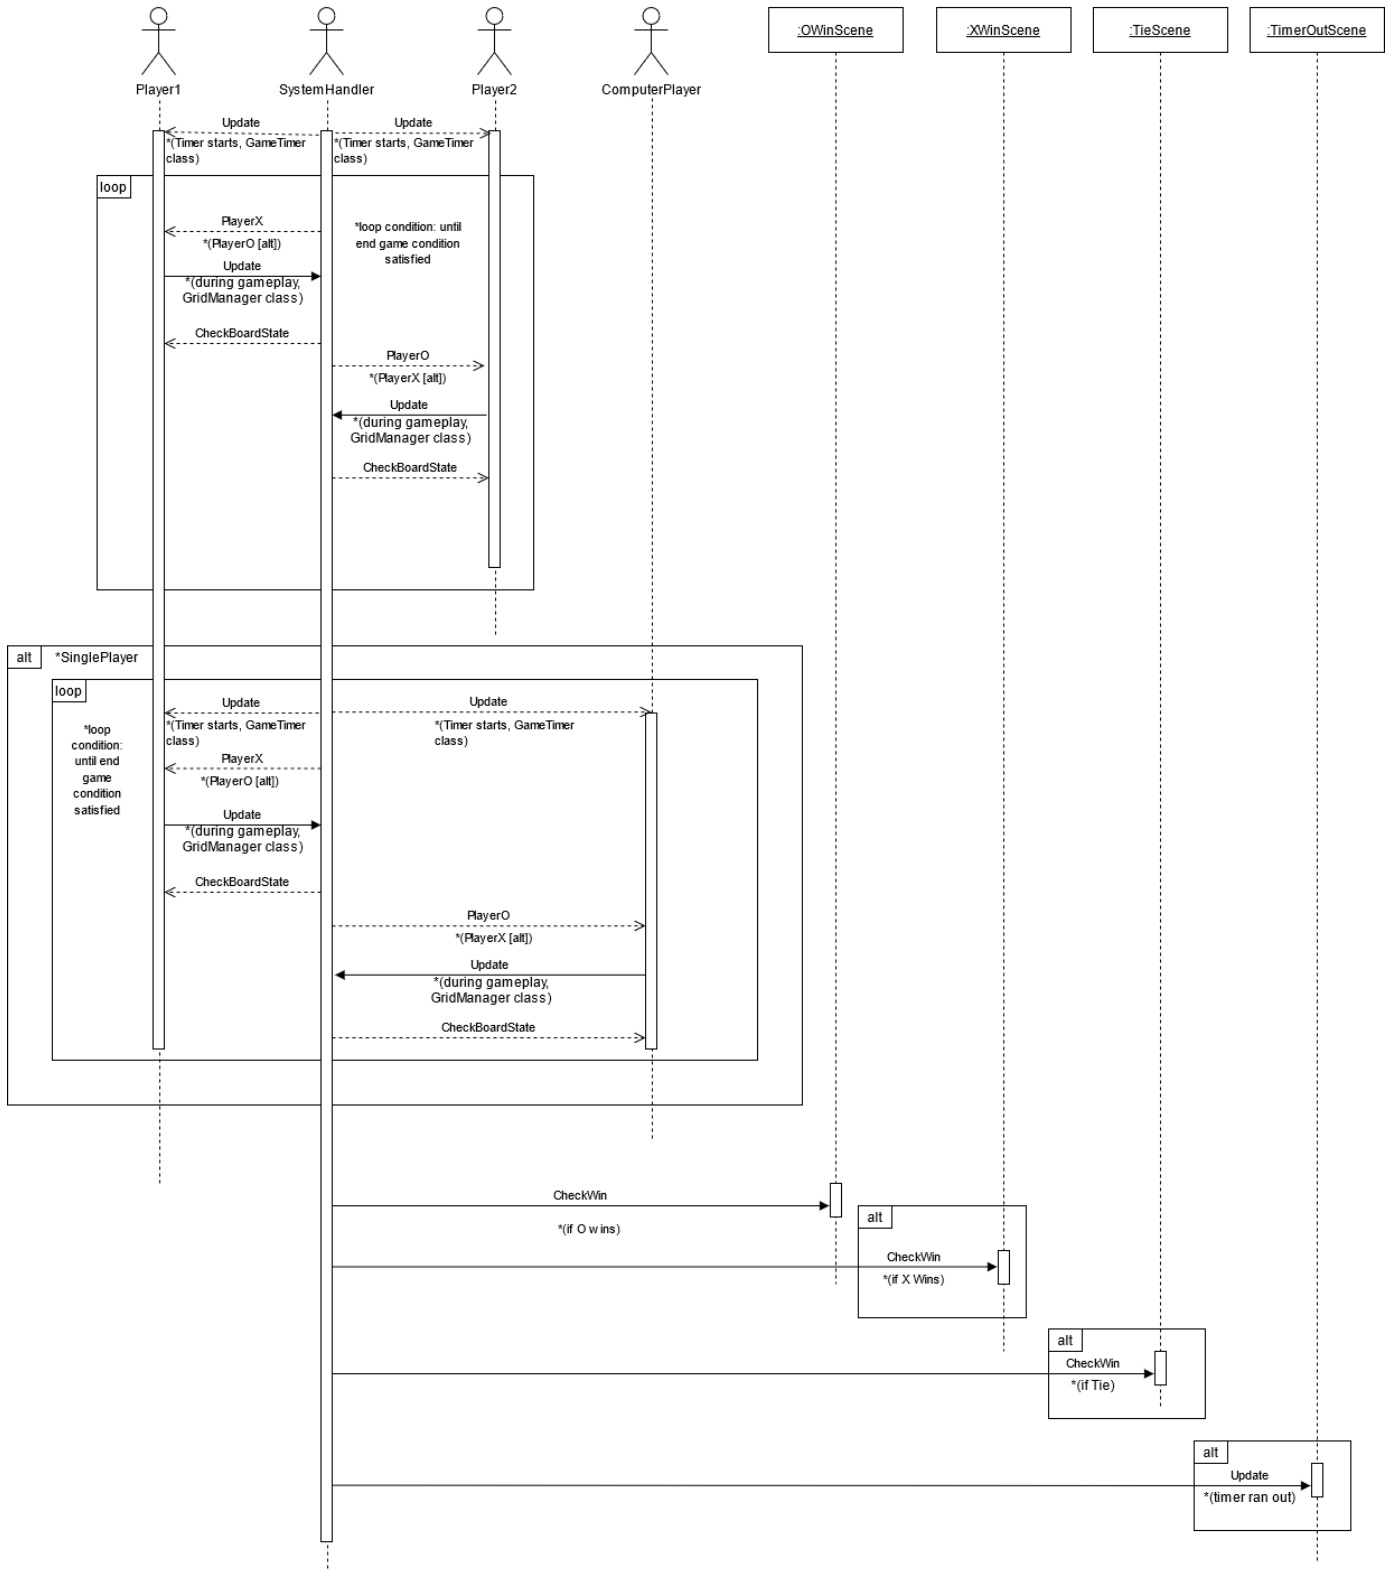 Player1
SystemHandler
Player2
ComputerPlayer
:OWinScene
:XWinScene
:TieScene
:TimerOutScene
Update
*(Timer starts, GameTimer
class)
Update
*(Timer starts, GameTimer
class)
loop
PlayerX
*(PlayerO [alt])
*loop condition: until
end game condition
satisfied
Update
*(during gameplay,
GridManager class)
CheckBoardState
PlayerO
*(PlayerX [alt])
Update
*(during gameplay,
GridManager class)
CheckBoardState
alt
*SinglePlayer
loop
*loop
condition:
until end
game
condition
satisfied
Update
*(Timer starts, GameTimer
class)
Update
*(Timer starts, GameTimer
class)
PlayerX
*(PlayerO [alt])
Update
*(during gameplay,
GridManager class)
CheckBoardState
PlayerO
*(PlayerX [alt])
Update
*(during gameplay,
GridManager class)
CheckBoardState
CheckWin
*(if O wins)
alt
CheckWin
*(if X Wins)
alt
CheckWin
*(if Tie)
alt
Update
*(timer ran out)